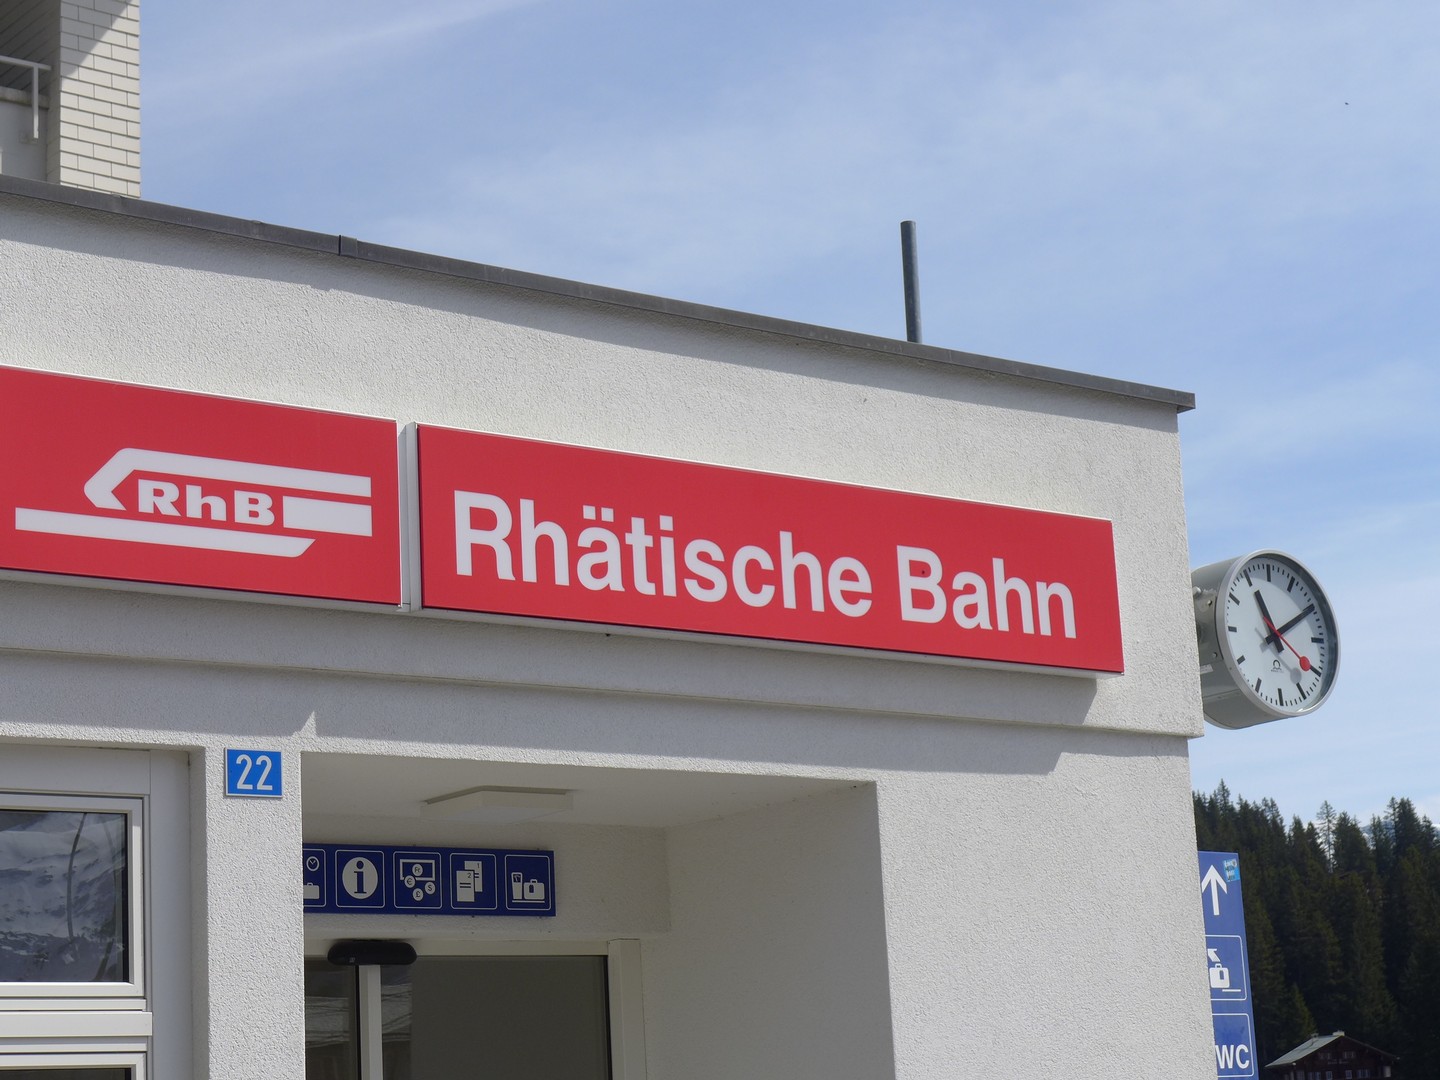 RhB
Rhätische Bahn
22
i
WC